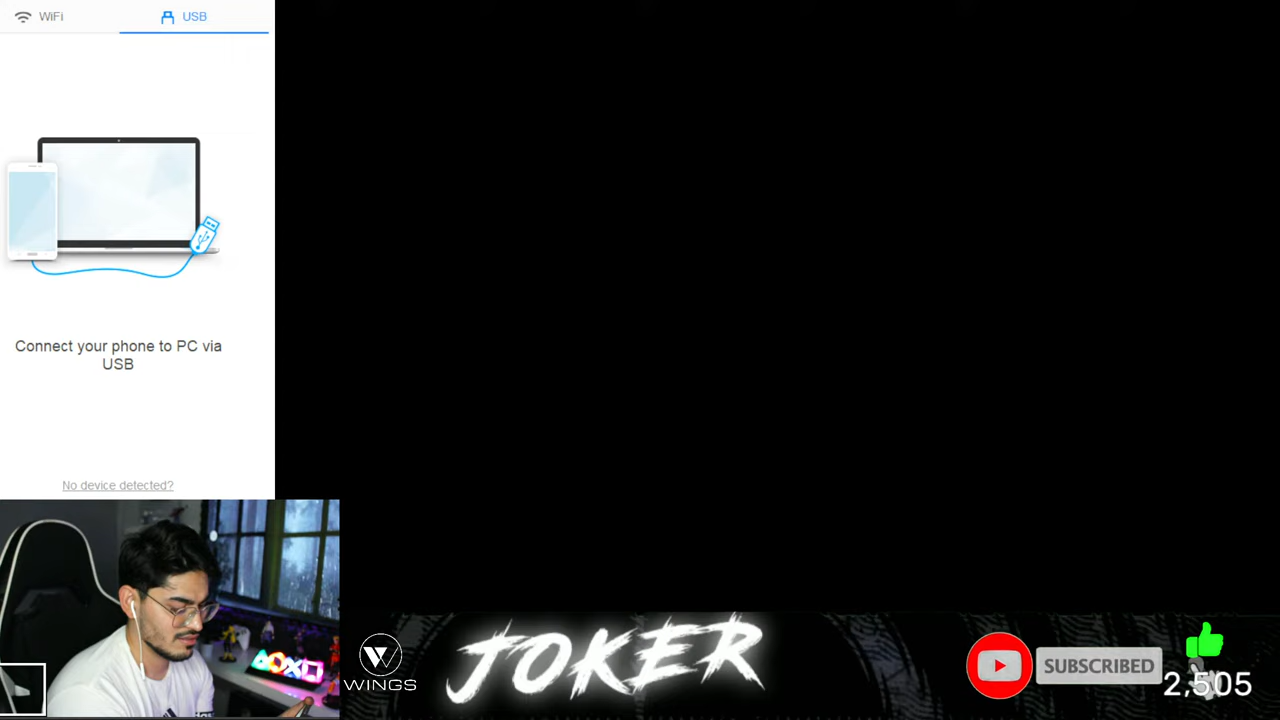 WiFi
USB
Connect your phone to PC via
USB
No device detected?
WINGS
JOKER
SUBSCRIBED
2,505